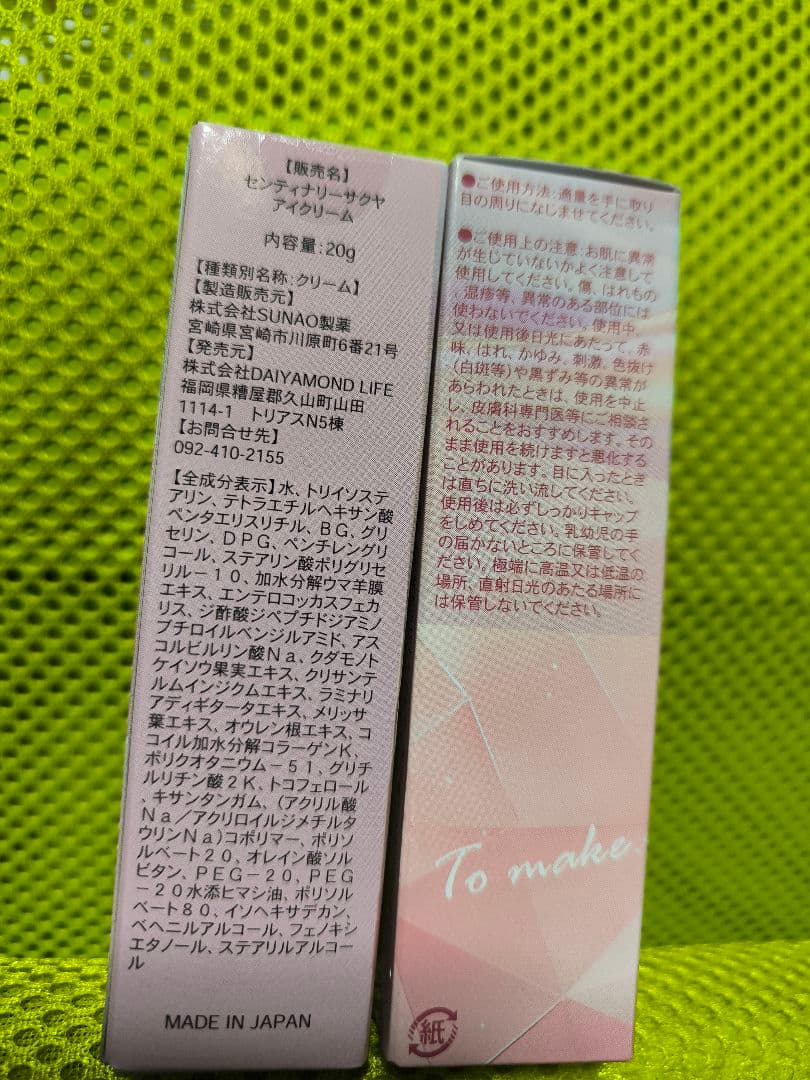 【販売名】
センティナリーサクヤ
アイクリーム
内容量:20g
【種類別名称:クリーム】
【製造販売元】
株式会社SUNAO製薬
宮崎県宮崎市川原町6番21号
【発売元】
株式会社DAIYAMOND LIFE
福岡県糟屋郡久山町山田
1114-1 トリアスN5棟
【お問合せ先】
092-410-2155
【全成分表示】水、トリイソステ
アリン、テトラエチルヘキサン酸
ペンタエリスリチル、BG、グリ
セリン、DPG、ペンチレングリ
コール、ステアリン酸ポリグリセ
リル－10、加水分解ウマ羊膜
エキス、エンテロコッカスフェカ
リス、ジ酢酸ジペプチドジアミノ
ブチロイルベンジルアミド、アス
コルビルリン酸Na、クダモノト
ケイソウ果実エキス、クリサンテ
ルムインジクムエキス、ラミナリ
アディギタータエキス、メリッサ
葉エキス、オウレン根エキス、コ
コイル加水分解コラーゲンK、
ポリクオタニウム－51、グリチ
ルリチン酸2K、トコフェロール
、キサンタンガム、(アクリル酸
Na／アクリロイルジメチルタ
ウリンNa)コポリマー、ポリソ
ルベート20、オレイン酸ソル
ビタン、PEG－20、PEG
－20水添ヒマシ油、ポリソル
ベート80、イソヘキサデカン、
ベヘニルアルコール、フェノキシ
エタノール、ステアリルアルコー
ル
MADE IN JAPAN
●ご使用方法:適量を手に取り
目の周りになじませてください。
●ご使用上の注意:お肌に異常
が生じていないかよく注意して
使用してください。傷、はれもの
、湿疹等、異常のある部位には
使わないでください。使用中、
又は使用後日光にあたって、赤
味、はれ、かゆみ、刺激、色抜け
(白斑等)や黒ずみ等の異常が
あらわれたときは、使用を中止
し、皮膚科専門医等にご相談さ
れることをおすすめします。その
まま使用を続けますと悪化する
ことがあります。目に入ったとき
は直ちに洗い流してください。
使用後は必ずしっかりキャップ
をしめてください。乳幼児の手
の届かないところに保管してく
ださい。極端に高温又は低温の
場所、直射日光のあたる場所に
は保管しないでください。
To make
紙